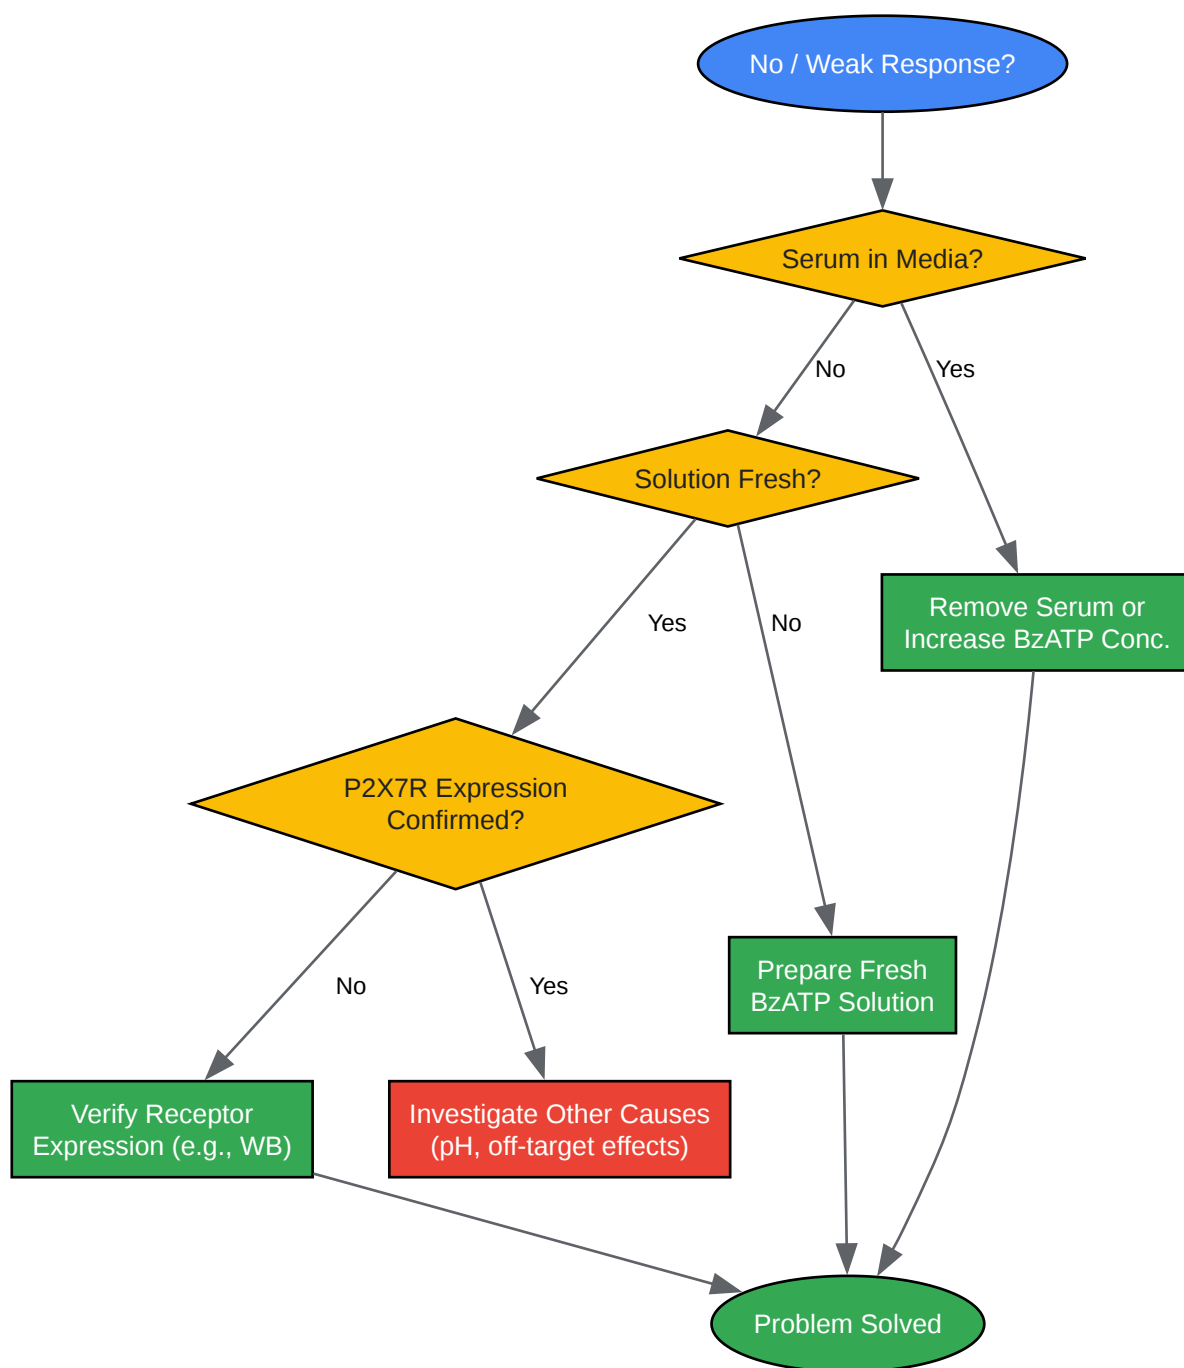 No / Weak Response?
Serum in Media?
No
Yes
Solution Fresh?
Remove Serum or
Increase BzATP Conc.
Yes
No
P2X7R Expression
Confirmed?
Prepare Fresh
BzATP Solution
No
Yes
Verify Receptor
Expression (e.g., WB)
Investigate Other Causes
(pH, off-target effects)
Problem Solved